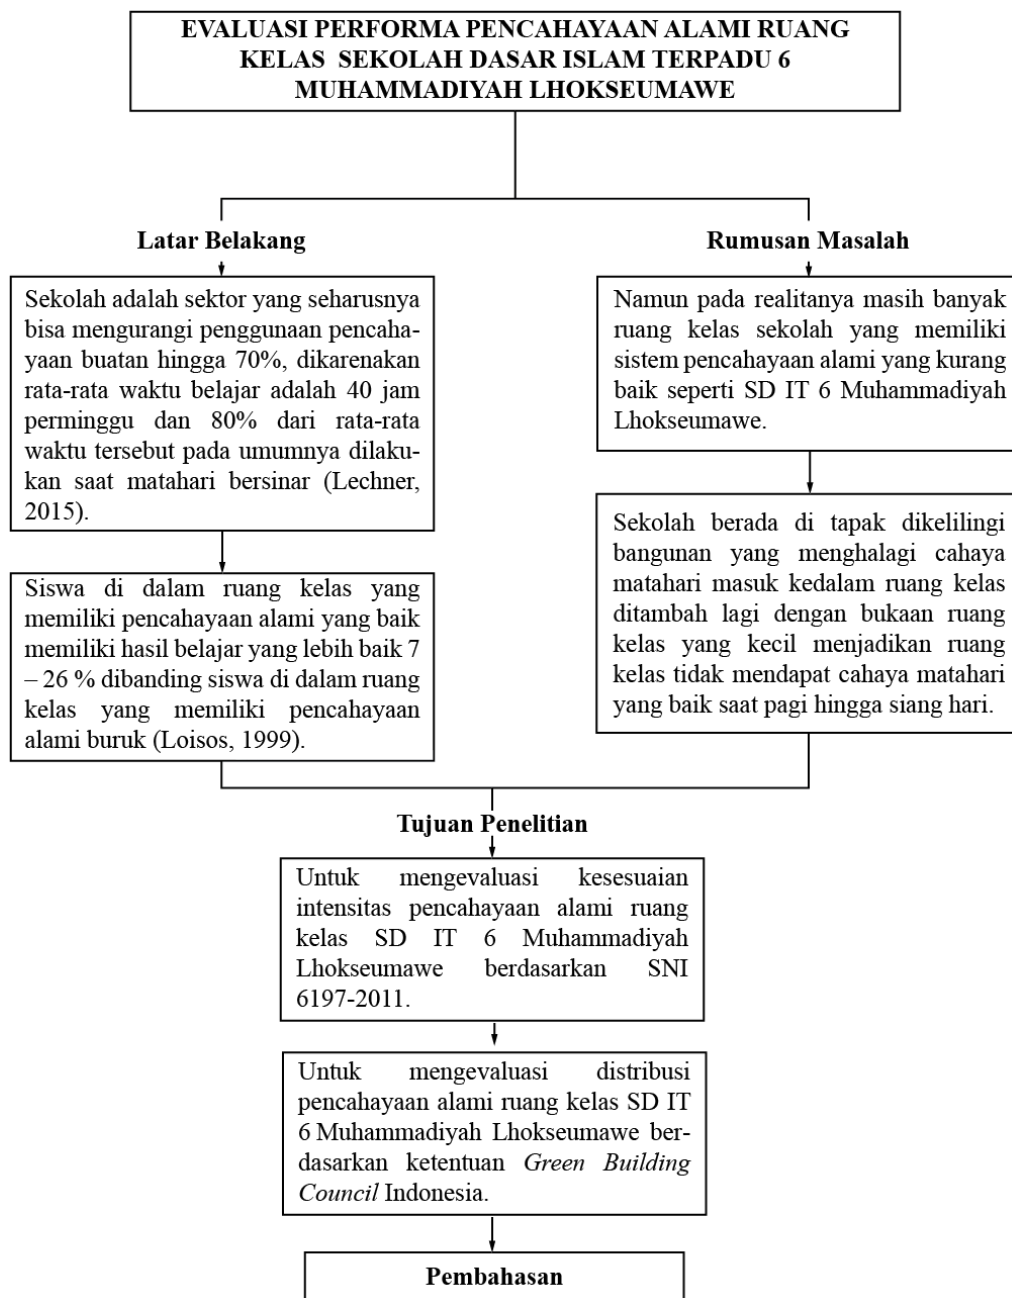 EVALUASI PERFORMA PENCAHAYAAN ALAMI RUANG
KELAS SEKOLAH DASAR ISLAM TERPADU 6
MUHAMMADIYAH LHOKSEUMAWE
Latar Belakang
Sekolah adalah sektor yang seharusnya
bisa mengurangi penggunaan pencaha-
yaan buatan hingga 70%, dikarenakan
rata-rata waktu belajar adalah 40 jam
perminggu dan 80% dari rata-rata
waktu tersebut pada umumnya dilaku-
kan saat matahari bersinar (Lechner,
2015).
Siswa di dalam ruang kelas yang
memiliki pencahayaan alami yang baik
memiliki hasil belajar yang lebih baik 7
– 26 % dibanding siswa di dalam ruang
kelas yang memiliki pencahayaan
alami buruk (Loisos, 1999).
Rumusan Masalah
Namun pada realitanya masih banyak
ruang kelas sekolah yang memiliki
sistem pencahayaan alami yang kurang
baik seperti SD IT 6 Muhammadiyah
Lhokseumawe.
Sekolah berada di tapak dikelilingi
bangunan yang menghalagi cahaya
matahari masuk kedalam ruang kelas
ditambah lagi dengan bukaan ruang
kelas yang kecil menjadikan ruang
kelas tidak mendapat cahaya matahari
yang baik saat pagi hingga siang hari.
Tujuan Penelitian
Untuk mengevaluasi kesesuaian
intensitas pencahayaan alami ruang
kelas SD IT 6 Muhammadiyah
Lhokseumawe berdasarkan SNI
6197-2011.
Untuk mengevaluasi distribusi
pencahayaan alami ruang kelas SD IT
6 Muhammadiyah Lhokseumawe ber-
dasarkan ketentuan Green Building
Council Indonesia.
Pembahasan